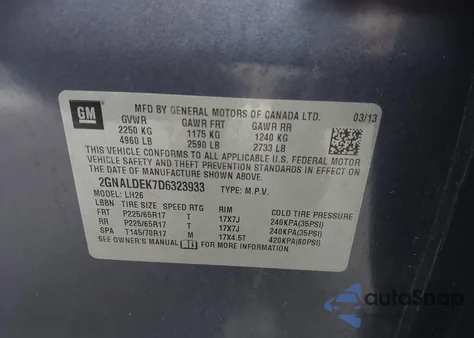 GM
MFD BY GENERAL MOTORS OF CANADA LTD. 03/13
GVWR GAWR FRT GAWR RR
2250 KG 1175 KG 1240 KG
4960 LB 2590 LB 2733 LB
THIS VEHICLE CONFORMS TO ALL APPLICABLE U.S. FEDERAL MOTOR
VEHICLE SAFETY, BUMPER, AND THEFT PREVENTION STANDARDS IN
EFFECT ON THE DATE OF MANUFACTURE SHOWN ABOVE.
2GNALDEK7D6323933 TYPE: M.P.V.
MODEL: LH26
LBBN TIRE SIZE SPEED RTG RIM COLD TIRE PRESSURE
FRT P225/65R17 T 17X7J 240KPA(35PSI)
RR P225/65R17 T 17X7J 240KPA(35PSI)
SPA T145/70R17 M 17X4.5T 420KPA(60PSI)
SEE OWNER'S MANUAL FOR MORE INFORMATION
autoSnap